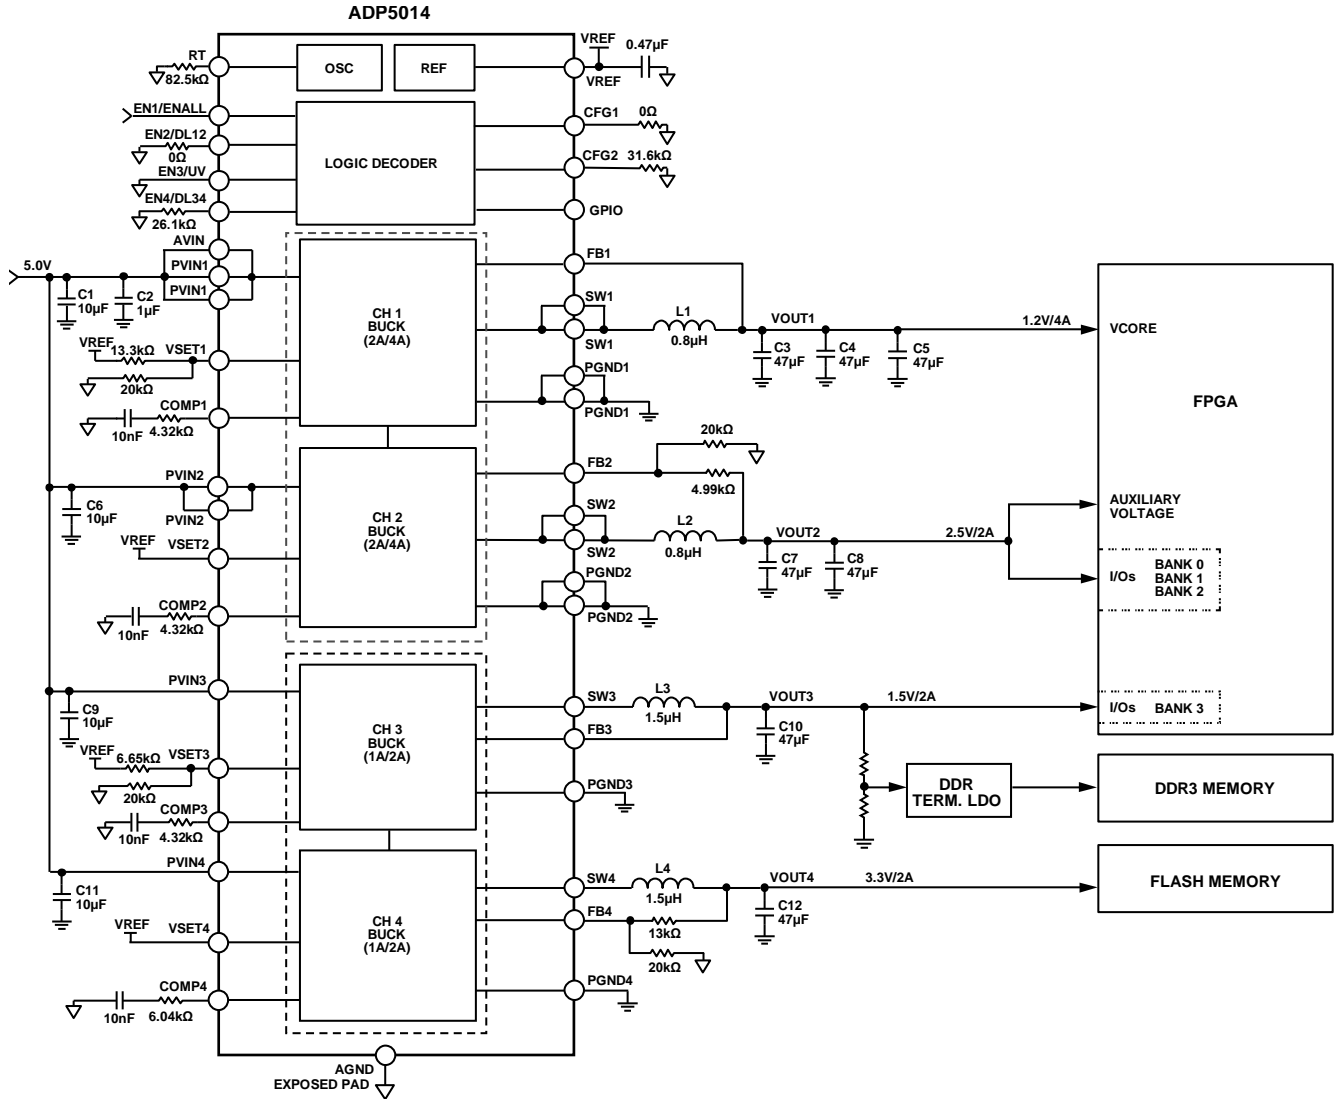 ADP5014
RT
82.5kΩ
OSC
REF
VREF
0.47µF
VREF
EN1/ENALL
EN2/DL12
0Ω
EN3/UV
EN4/DL34
26.1kΩ
LOGIC DECODER
CFG1
0Ω
CFG2
31.6kΩ
GPIO
AVIN
5.0V
PVIN1
PVIN1
C1
10µF
C2
1µF
VREF
13.3kΩ
VSET1
20kΩ
COMP1
10nF
4.32kΩ
CH 1
BUCK
(2A/4A)
FB1
SW1
SW1
L1
0.8µH
VOUT1
1.2V/4A
C3
47µF
C4
47µF
C5
47µF
PGND1
PGND1
VCORE
FPGA
PVIN2
PVIN2
C6
10µF
VREF
VSET2
COMP2
10nF
4.32kΩ
CH 2
BUCK
(2A/4A)
20kΩ
FB2
4.99kΩ
SW2
SW2
L2
0.8µH
VOUT2
2.5V/2A
C7
47µF
C8
47µF
PGND2
PGND2
AUXILIARY
VOLTAGE
I/Os
BANK 0
BANK 1
BANK 2
PVIN3
C9
10µF
VREF
6.65kΩ
VSET3
20kΩ
COMP3
10nF
4.32kΩ
CH 3
BUCK
(1A/2A)
SW3
L3
1.5µH
FB3
VOUT3
1.5V/2A
C10
47µF
PGND3
I/Os
BANK 3
DDR
TERM. LDO
DDR3 MEMORY
PVIN4
C11
10µF
VREF
VSET4
COMP4
10nF
6.04kΩ
CH 4
BUCK
(1A/2A)
SW4
L4
1.5µH
FB4
13kΩ
20kΩ
VOUT4
3.3V/2A
C12
47µF
PGND4
FLASH MEMORY
AGND
EXPOSED PAD